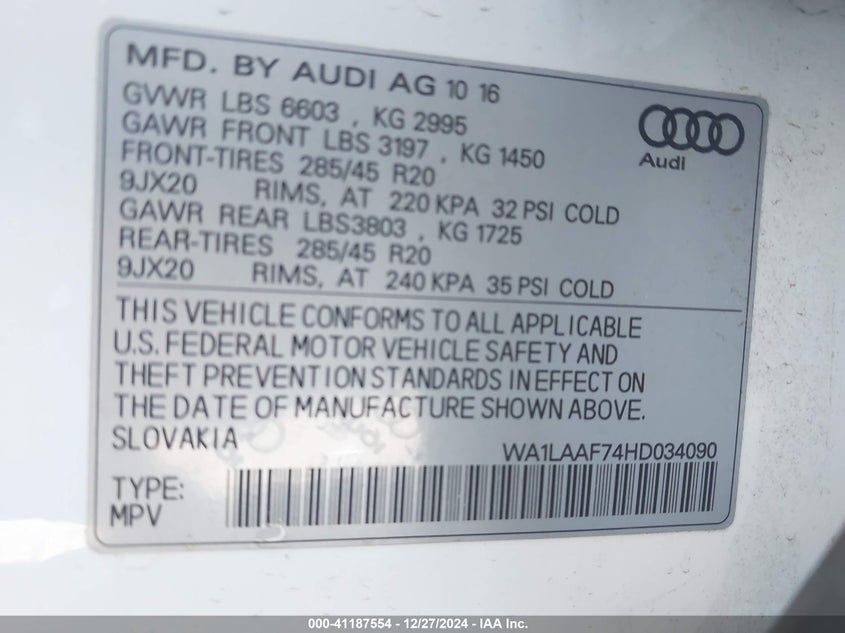 MFD. BY AUDI AG 10 16
GVWR LBS 6603 , KG 2995
GAWR FRONT LBS 3197 , KG 1450
FRONT-TIRES 285/45 R20
9JX20 RIMS, AT 220 KPA 32 PSI COLD
GAWR REAR LBS3803 , KG 1725
REAR-TIRES 285/45 R20
9JX20 RIMS, AT 240 KPA 35 PSI COLD
Audi
THIS VEHICLE CONFORMS TO ALL APPLICABLE
U.S. FEDERAL MOTOR VEHICLE SAFETY AND
THEFT PREVENTION STANDARDS IN EFFECT ON
THE DATE OF MANUFACTURE SHOWN ABOVE.
SLOVAKIA
WA1LAAF74HD034090
TYPE:
MPV
000-41187554 - 12/27/2024 - IAA Inc.